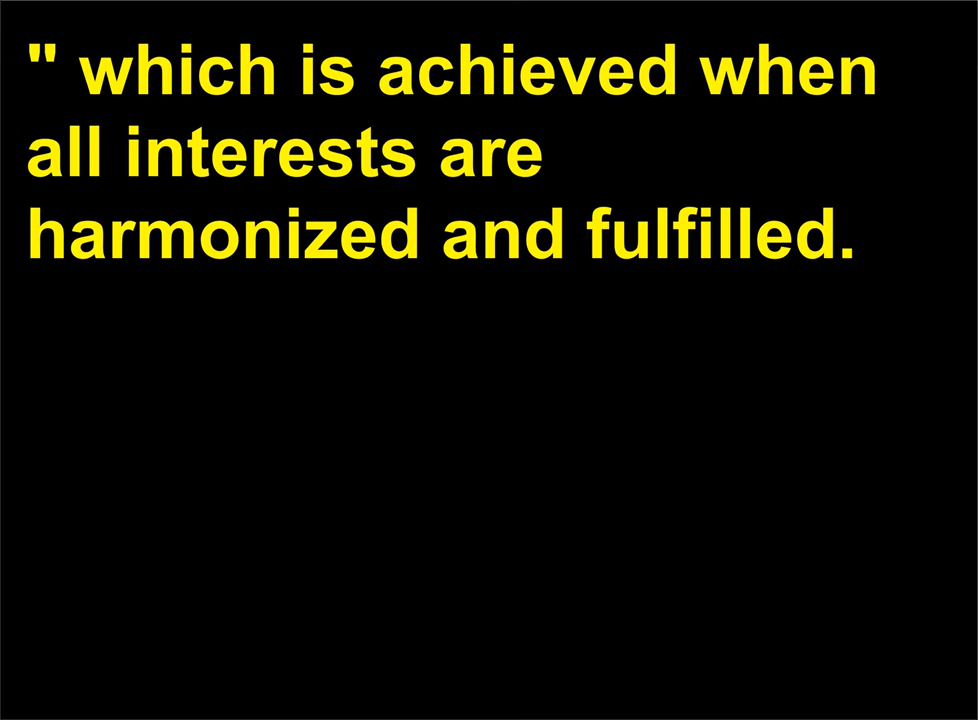 " which is achieved when
all interests are
harmonized and fulfilled.